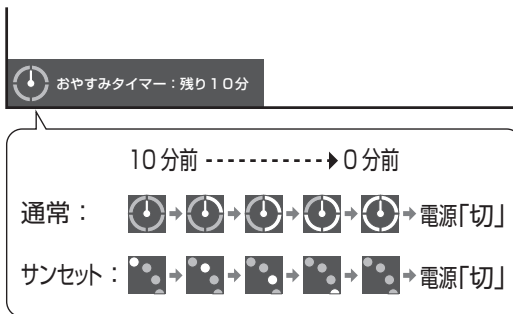 おやすみタイマー：残り１０分
10分前 ------------▶ 0分前
通常： ➡ ➡ ➡ ➡ ➡ 電源「切」
サンセット： ➡ ➡ ➡ ➡ ➡ 電源「切」